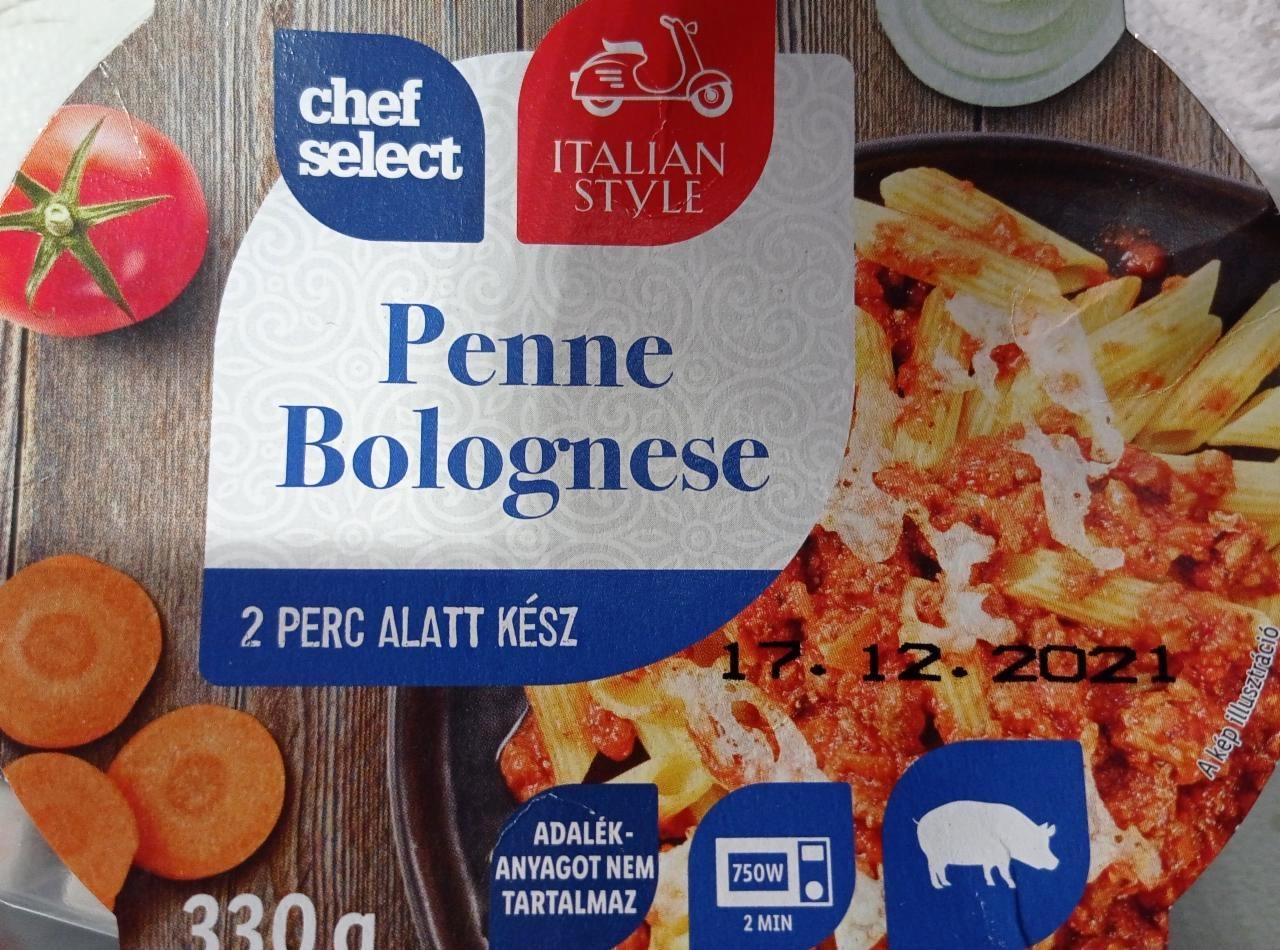 chef
select
ITALIAN
STYLE
Penne
Bolognese
2 PERC ALATT KÉSZ
17. 12. 2021
A kép illusztráció
ADALÉK-
ANYAGOT NEM
TARTALMAZ
750W
2 MIN
330 g